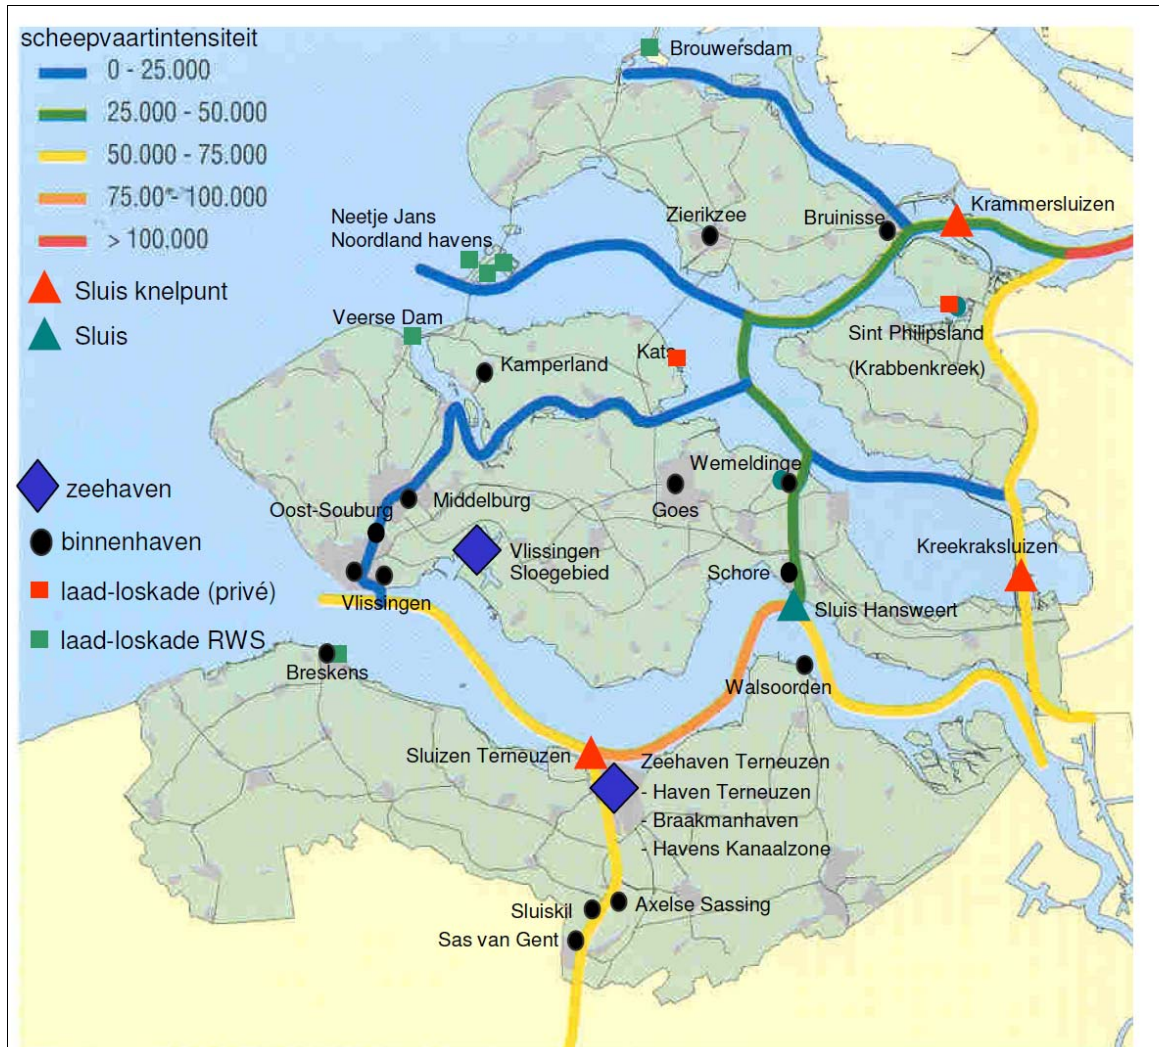 scheepvaartintensiteit
0 - 25.000
25.000 - 50.000
50.000 - 75.000
75.00 - 100.000
> 100.000
Sluis knelpunt
Sluis
zeehaven
binnenhaven
laad-loskade (privé)
laad-loskade RWS
Brouwersdam
Krammersluizen
Zierikzee
Bruinisse
Neetje Jans
Noordland havens
Veerse Dam
Sint Philipsland
(Krabbenkreek)
Kats
Kamperland
Wemeldinge
Goes
Middelburg
Oost-Souburg
Kreekraksluizen
Vlissingen
Sloegebied
Schore
Vlissingen
Sluis Hansweert
Breskens
Walsoorden
Sluizen Terneuzen
Zeehaven Terneuzen
- Haven Terneuzen
- Braakmanhaven
- Havens Kanaalzone
Axelse Sassing
Sluiskil
Sas van Gent